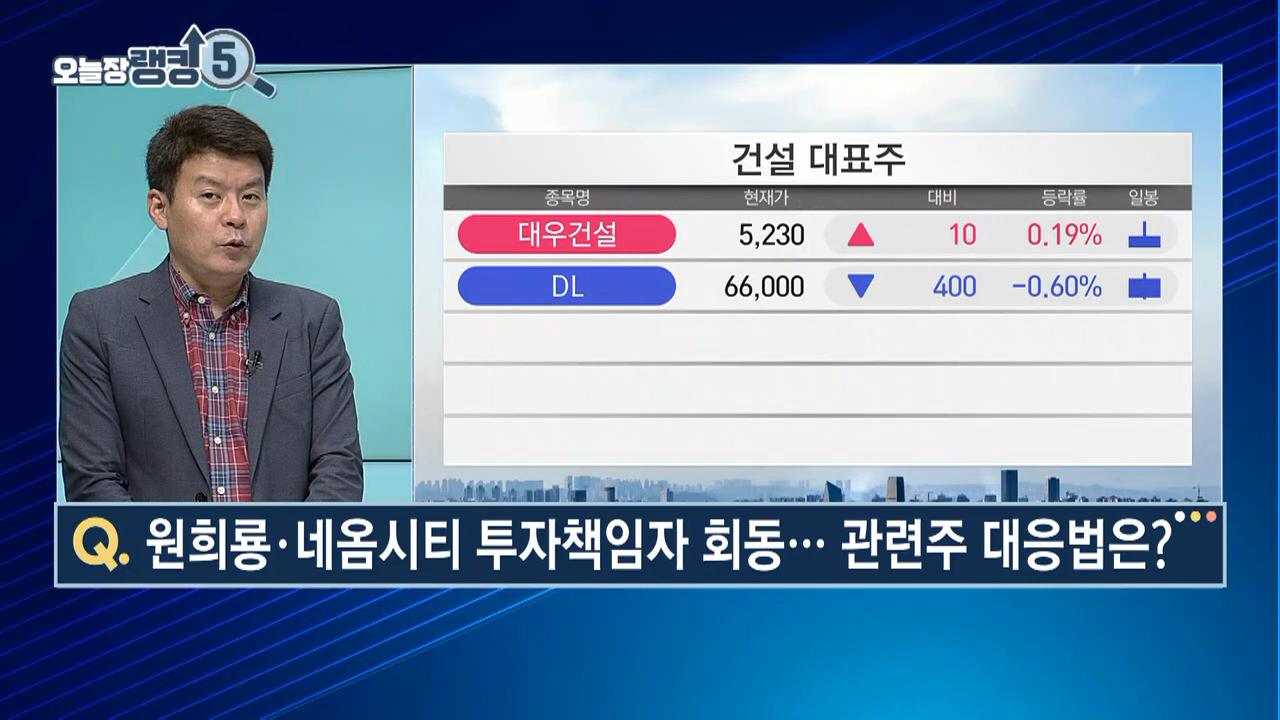 오늘장 랭킹 5
건설 대표주
종목명 현재가 대비 등락률 일봉
대우건설 5,230 ▲ 10 0.19%
DL 66,000 ▼ 400 -0.60%
Q. 원희룡·네옴시티 투자책임자 회동… 관련주 대응법은?